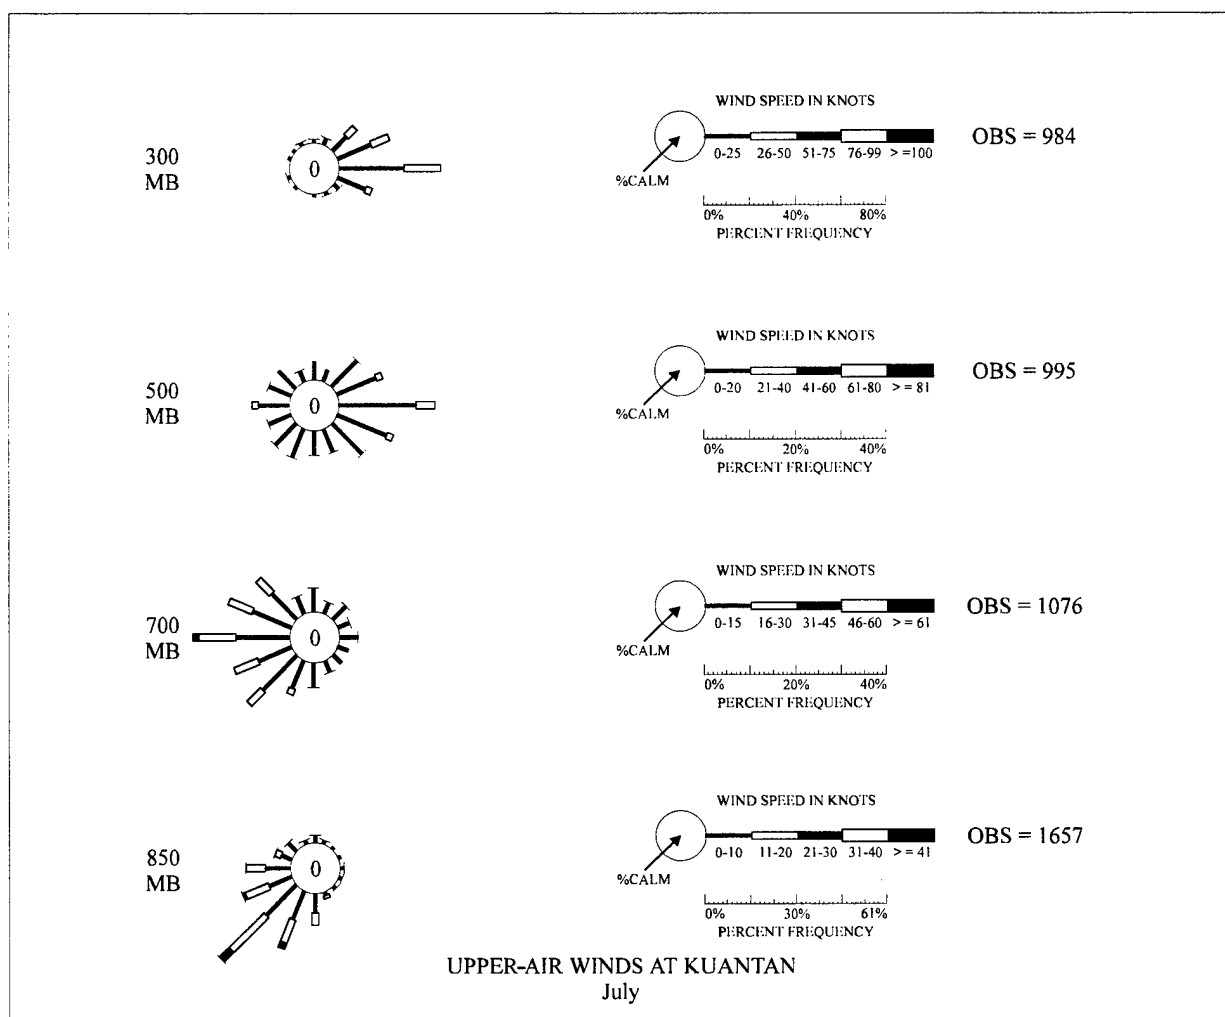 WIND SPEED IN KNOTS
300
MB
0
0-25 26-50 51-75 76-99 > =100
OBS = 984
%CALM
0% 40% 80%
PERCENT FREQUENCY
WIND SPEED IN KNOTS
500
MB
0
0-20 21-40 41-60 61-80 > = 81
OBS = 995
%CALM
0% 20% 40%
PERCENT FREQUENCY
WIND SPEED IN KNOTS
700
MB
0
0-15 16-30 31-45 46-60 > = 61
OBS = 1076
%CALM
0% 20% 40%
PERCENT FREQUENCY
WIND SPEED IN KNOTS
850
MB
0
0-10 11-20 21-30 31-40 > = 41
OBS = 1657
%CALM
0% 30% 61%
PERCENT FREQUENCY
UPPER-AIR WINDS AT KUANTAN
July